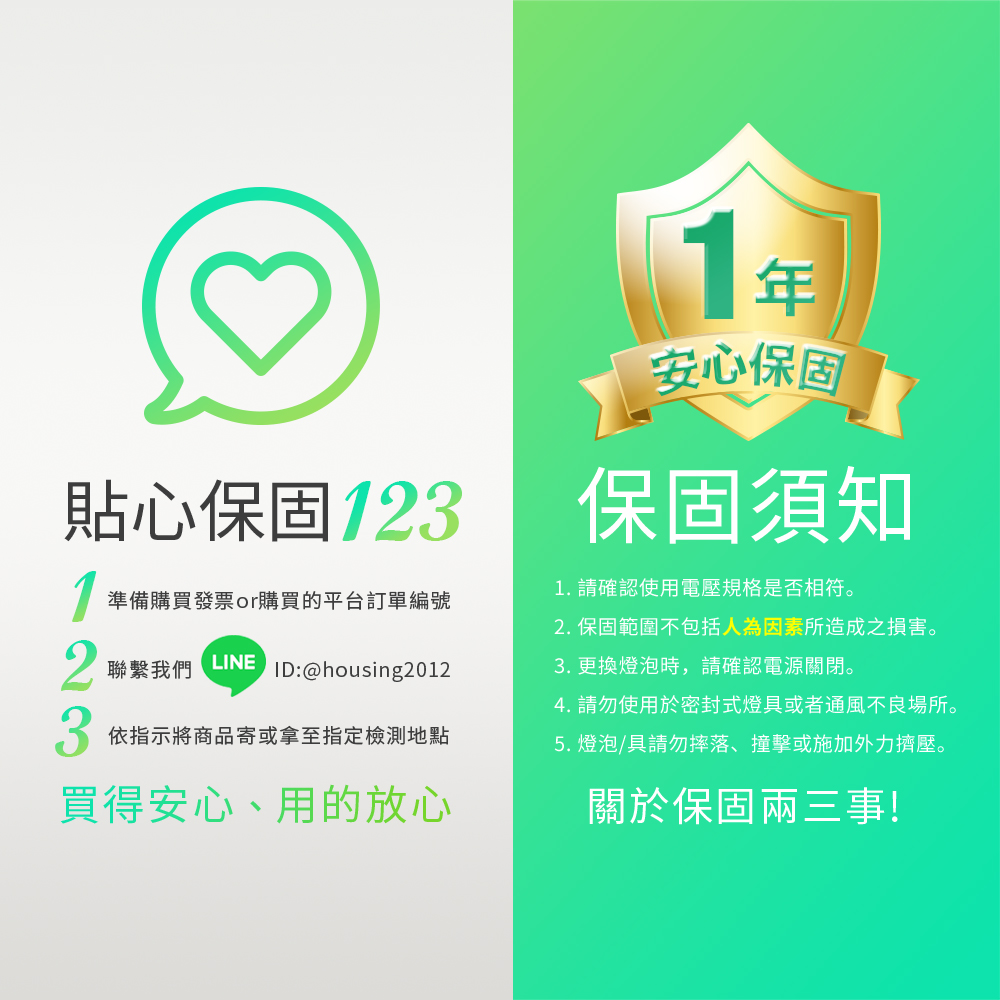 貼心保固123
1 準備購買發票or購買的平台訂單編號
2 聯繫我們 LINE ID:@housing2012
3 依指示將商品寄或拿至指定檢測地點
買得安心、用的放心
1年
安心保固
保固須知
1. 請確認使用電壓規格是否相符。
2. 保固範圍不包括人為因素所造成之損害。
3. 更換燈泡時，請確認電源關閉。
4. 請勿使用於密封式燈具或者通風不良場所。
5. 燈泡/具請勿摔落、撞擊或施加外力擠壓。
關於保固兩三事!